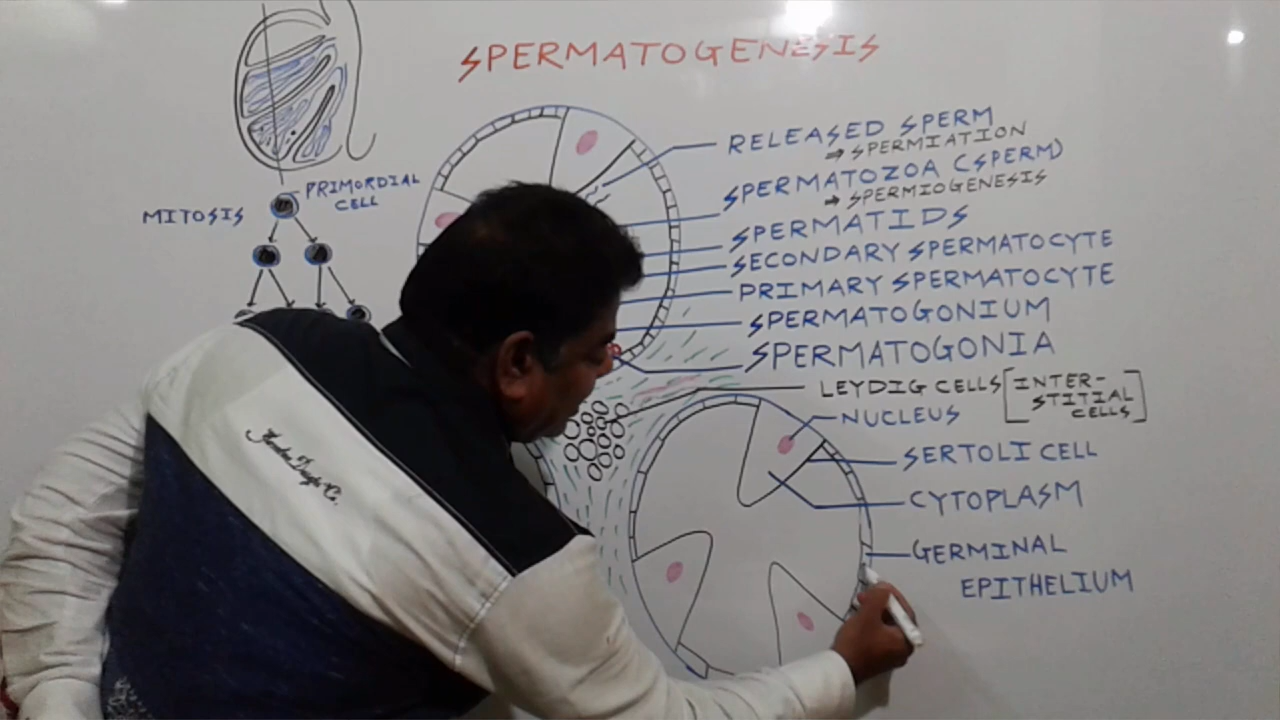 SPERMATOGENESIS
RELEASED SPERM
⇒ SPERMIATION
SPERMATOZOA (SPERM)
⇒ SPERMIOGENESIS
SPERMATIDS
SECONDARY SPERMATOCYTE
PRIMARY SPERMATOCYTE
SPERMATOGONIUM
SPERMATOGONIA
LEYDIG CELLS [INTER-
STITIAL
CELLS]
NUCLEUS
SERTOLI CELL
CYTOPLASM
GERMINAL
EPITHELIUM
PRIMORDIAL
CELL
MITOSIS